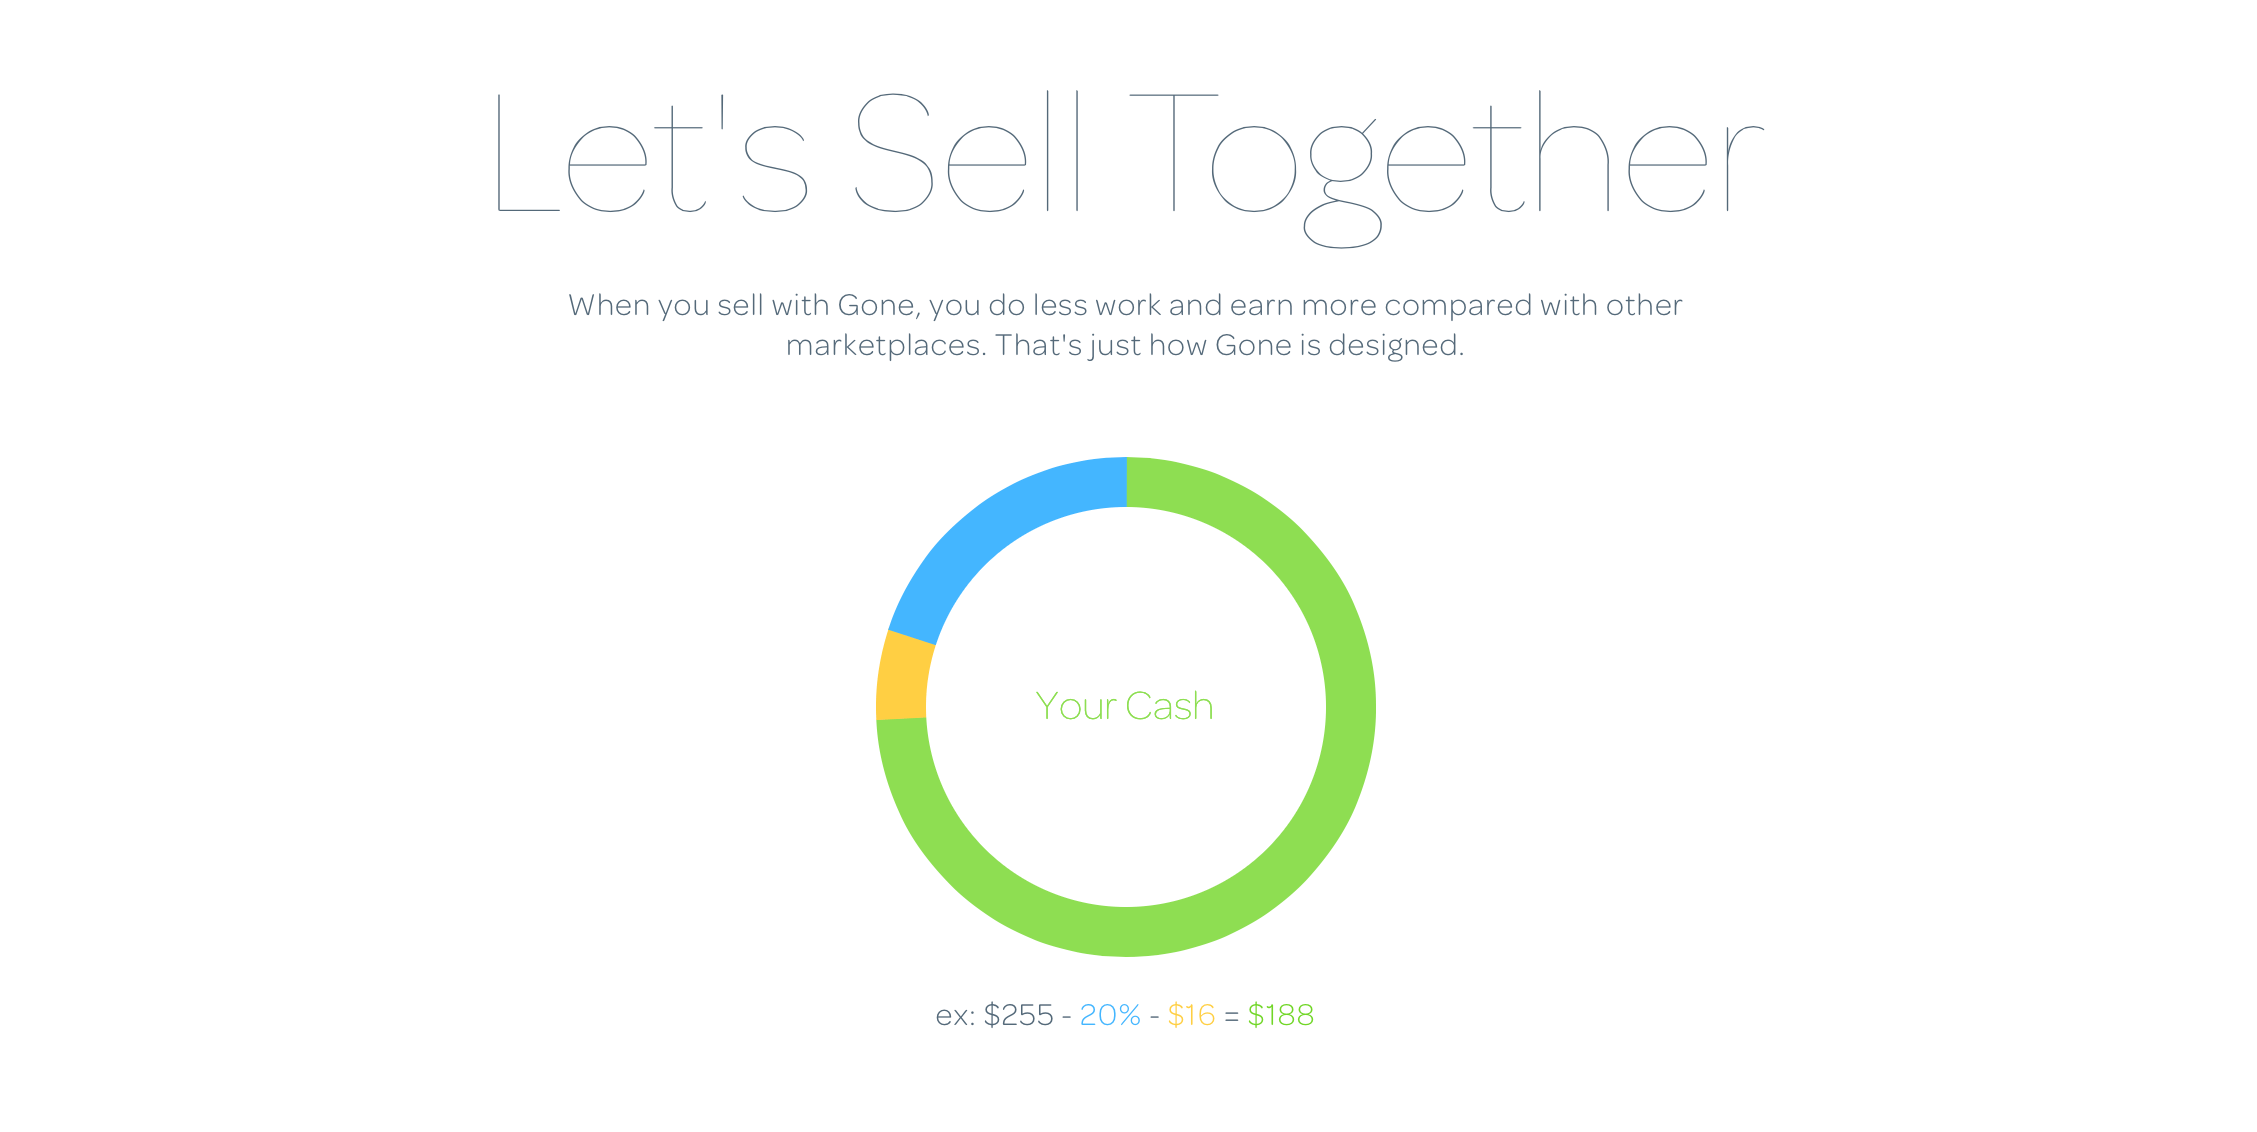 Let's Sell Together
When you sell with Gone, you do less work and earn more compared with other
marketplaces. That's just how Gone is designed.
Your Cash
ex: $255 - 20% - $16 = $188